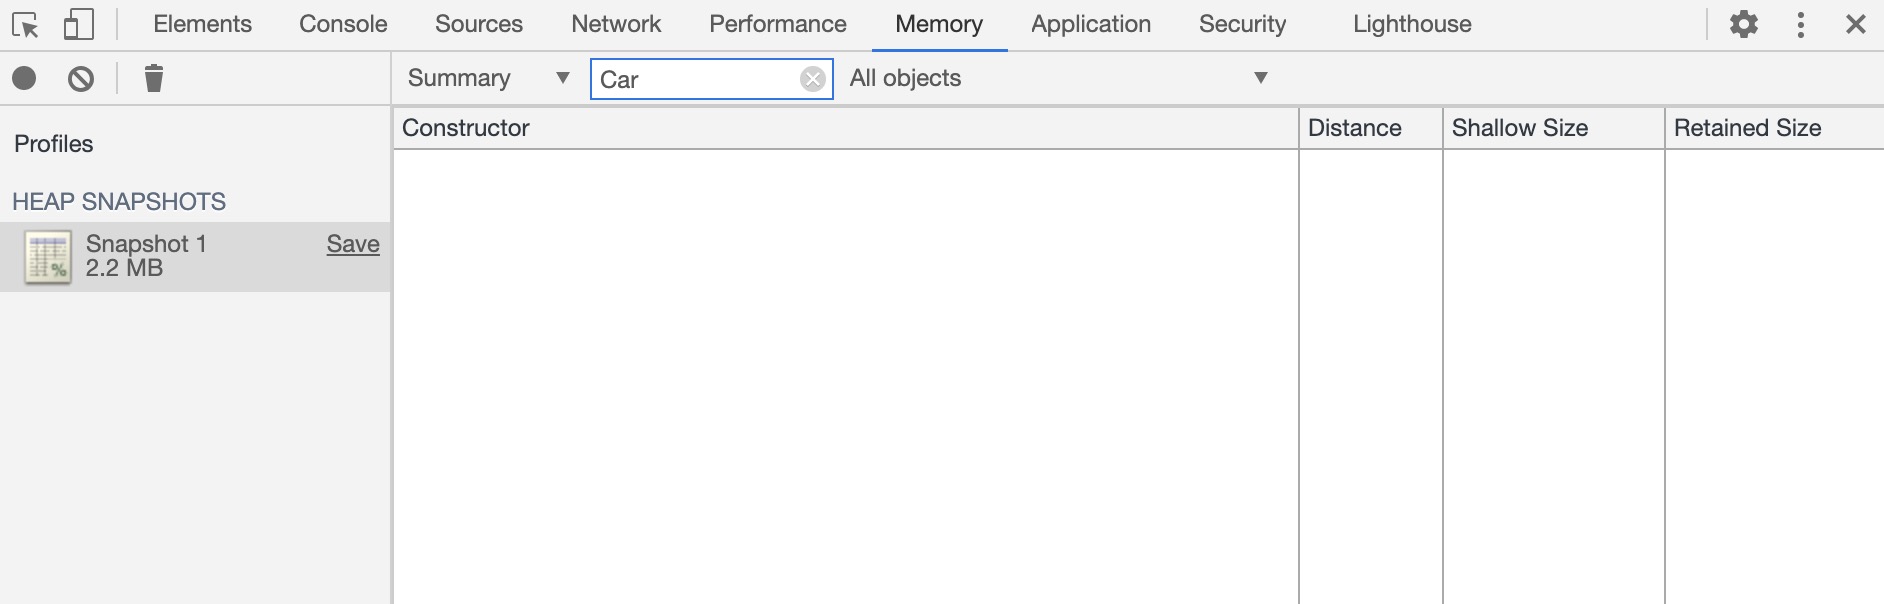 Elements Console Sources Network Performance Memory Application Security Lighthouse
Summary Car All objects
Profiles
HEAP SNAPSHOTS
Snapshot 1 Save
2.2 MB
Constructor Distance Shallow Size Retained Size